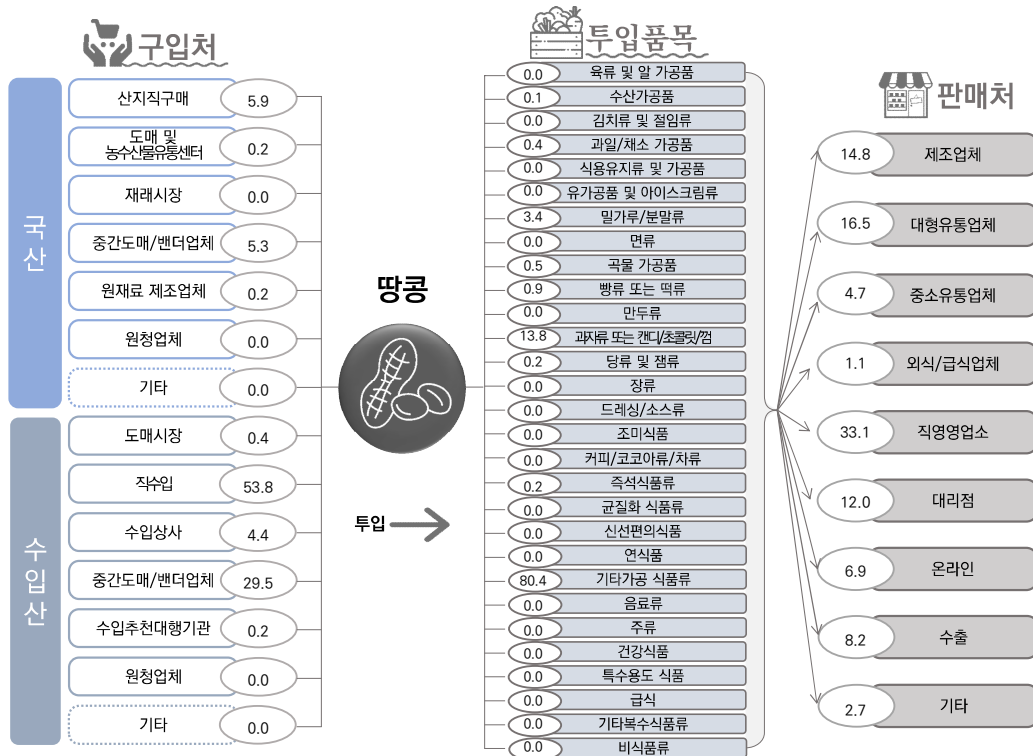 구입처
국산
산지직구매 5.9
도매 및
농수산물유통센터 0.2
재래시장 0.0
중간도매/밴더업체 5.3
원재료 제조업체 0.2
원청업체 0.0
기타 0.0
수입산
도매시장 0.4
직수입 53.8
수입상사 4.4
중간도매/밴더업체 29.5
수입추천대행기관 0.2
원청업체 0.0
기타 0.0
땅콩
투입
투입품목
0.0 육류 및 알 가공품
0.1 수산가공품
0.0 김치류 및 절임류
0.4 과일/채소 가공품
0.0 식용유지류 및 가공품
0.0 유가공품 및 아이스크림류
3.4 밀가루/분말류
0.0 면류
0.5 곡물 가공품
0.9 빵류 또는 떡류
0.0 만두류
13.8 과자류 또는 캔디/초콜릿/껌
0.2 당류 및 잼류
0.0 장류
0.0 드레싱/소스류
0.0 조미식품
0.0 커피/코코아류/차류
0.2 즉석식품류
0.0 균질화 식품류
0.0 신선편의식품
0.0 연식품
80.4 기타가공 식품류
0.0 음료류
0.0 주류
0.0 건강식품
0.0 특수용도 식품
0.0 급식
0.0 기타복수식품류
0.0 비식품류
판매처
14.8 제조업체
16.5 대형유통업체
4.7 중소유통업체
1.1 외식/급식업체
33.1 직영영업소
12.0 대리점
6.9 온라인
8.2 수출
2.7 기타